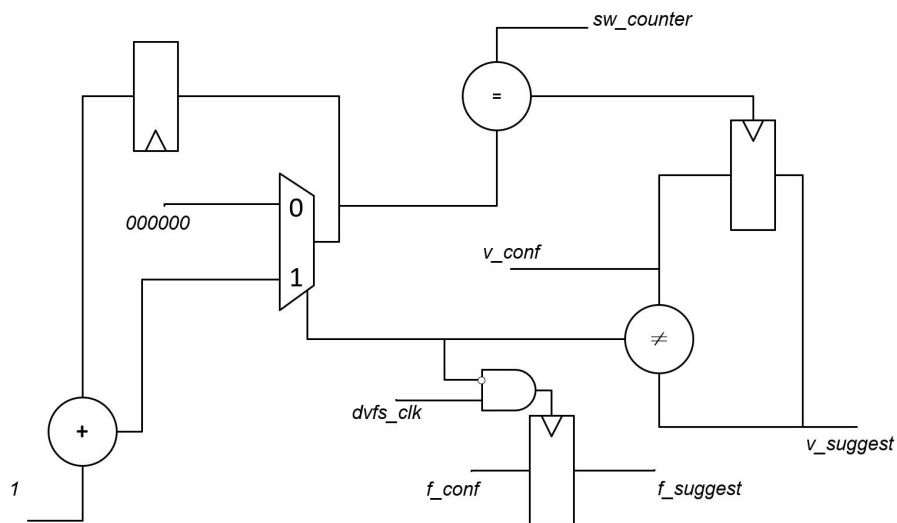 sw_counter
=
0
000000
v_conf
1
≠
dvfs_clk
+
v_suggest
1
f_conf
f_suggest